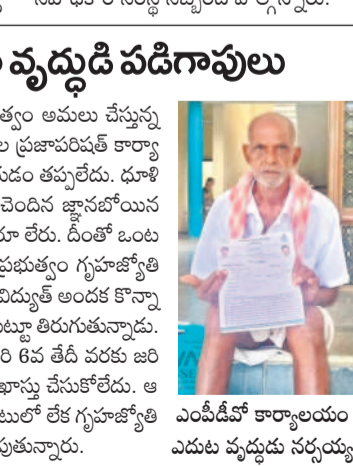 వృద్ధుడి పడిగాపులు
త్వం అమలు చేస్తున్న
ల ప్రజాపరిషత్ కార్యా
గడం తప్పలేదు. ధూళి
చెందిన జ్ఞానబోయిన
రూ లేరు. దీంతో ఒంట
ప్రభుత్వం గృహజ్యోతి
విద్యుత్ అందక కొన్నా
ట్టూ తిరుగుతున్నాడు.
రి 6వ తేదీ వరకు జరి
ఖాస్తు చేసుకోలేదు. ఆ
టులో లేక గృహజ్యోతి
పుతున్నారు.
ఎంపీడీవో కార్యాలయం
ఎదుట వృద్ధుడు నర్సయ్య